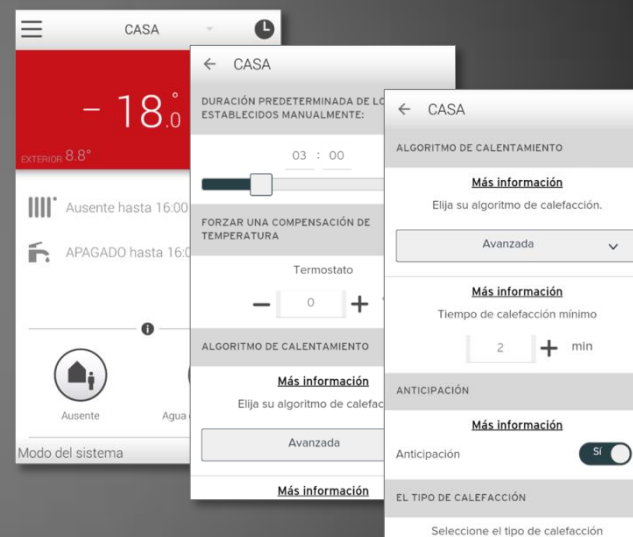 CASA
− 18.0°
EXTERIOR 8.8°
Ausente hasta 16:00
APAGADO hasta
Ausente
Agua
Modo del sistema
CASA
DURACIÓN PREDETERMINADA DE
ESTABLECIDOS MANUALMENTE:
03 : 00
FORZAR UNA COMPENSACIÓN DE
TEMPERATURA
Termostato
− 0 +
ALGORITMO DE CALENTAMIENTO
Más información
Elija su algoritmo de
Avanzada
Más información
CASA
ALGORITMO DE CALENTAMIENTO
Más información
Elija su algoritmo de calefacción.
Avanzada
Más información
Tiempo de calefacción mínimo
2 + min
ANTICIPACIÓN
Más información
Anticipación Sí
EL TIPO DE CALEFACCIÓN
Seleccione el tipo de calefacción